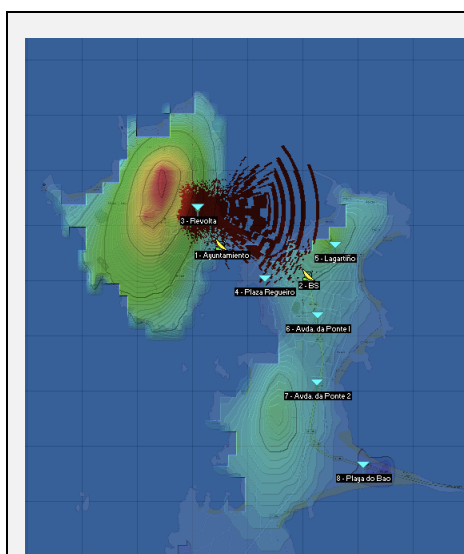 3 - Revolta
1 - Ayuntamiento
5 - Lagartiño
4 - Plaza Regueiro
2 - BS
6 - Avda. da Ponte 1
7 - Avda. da Ponte 2
8 - Playa do Bao